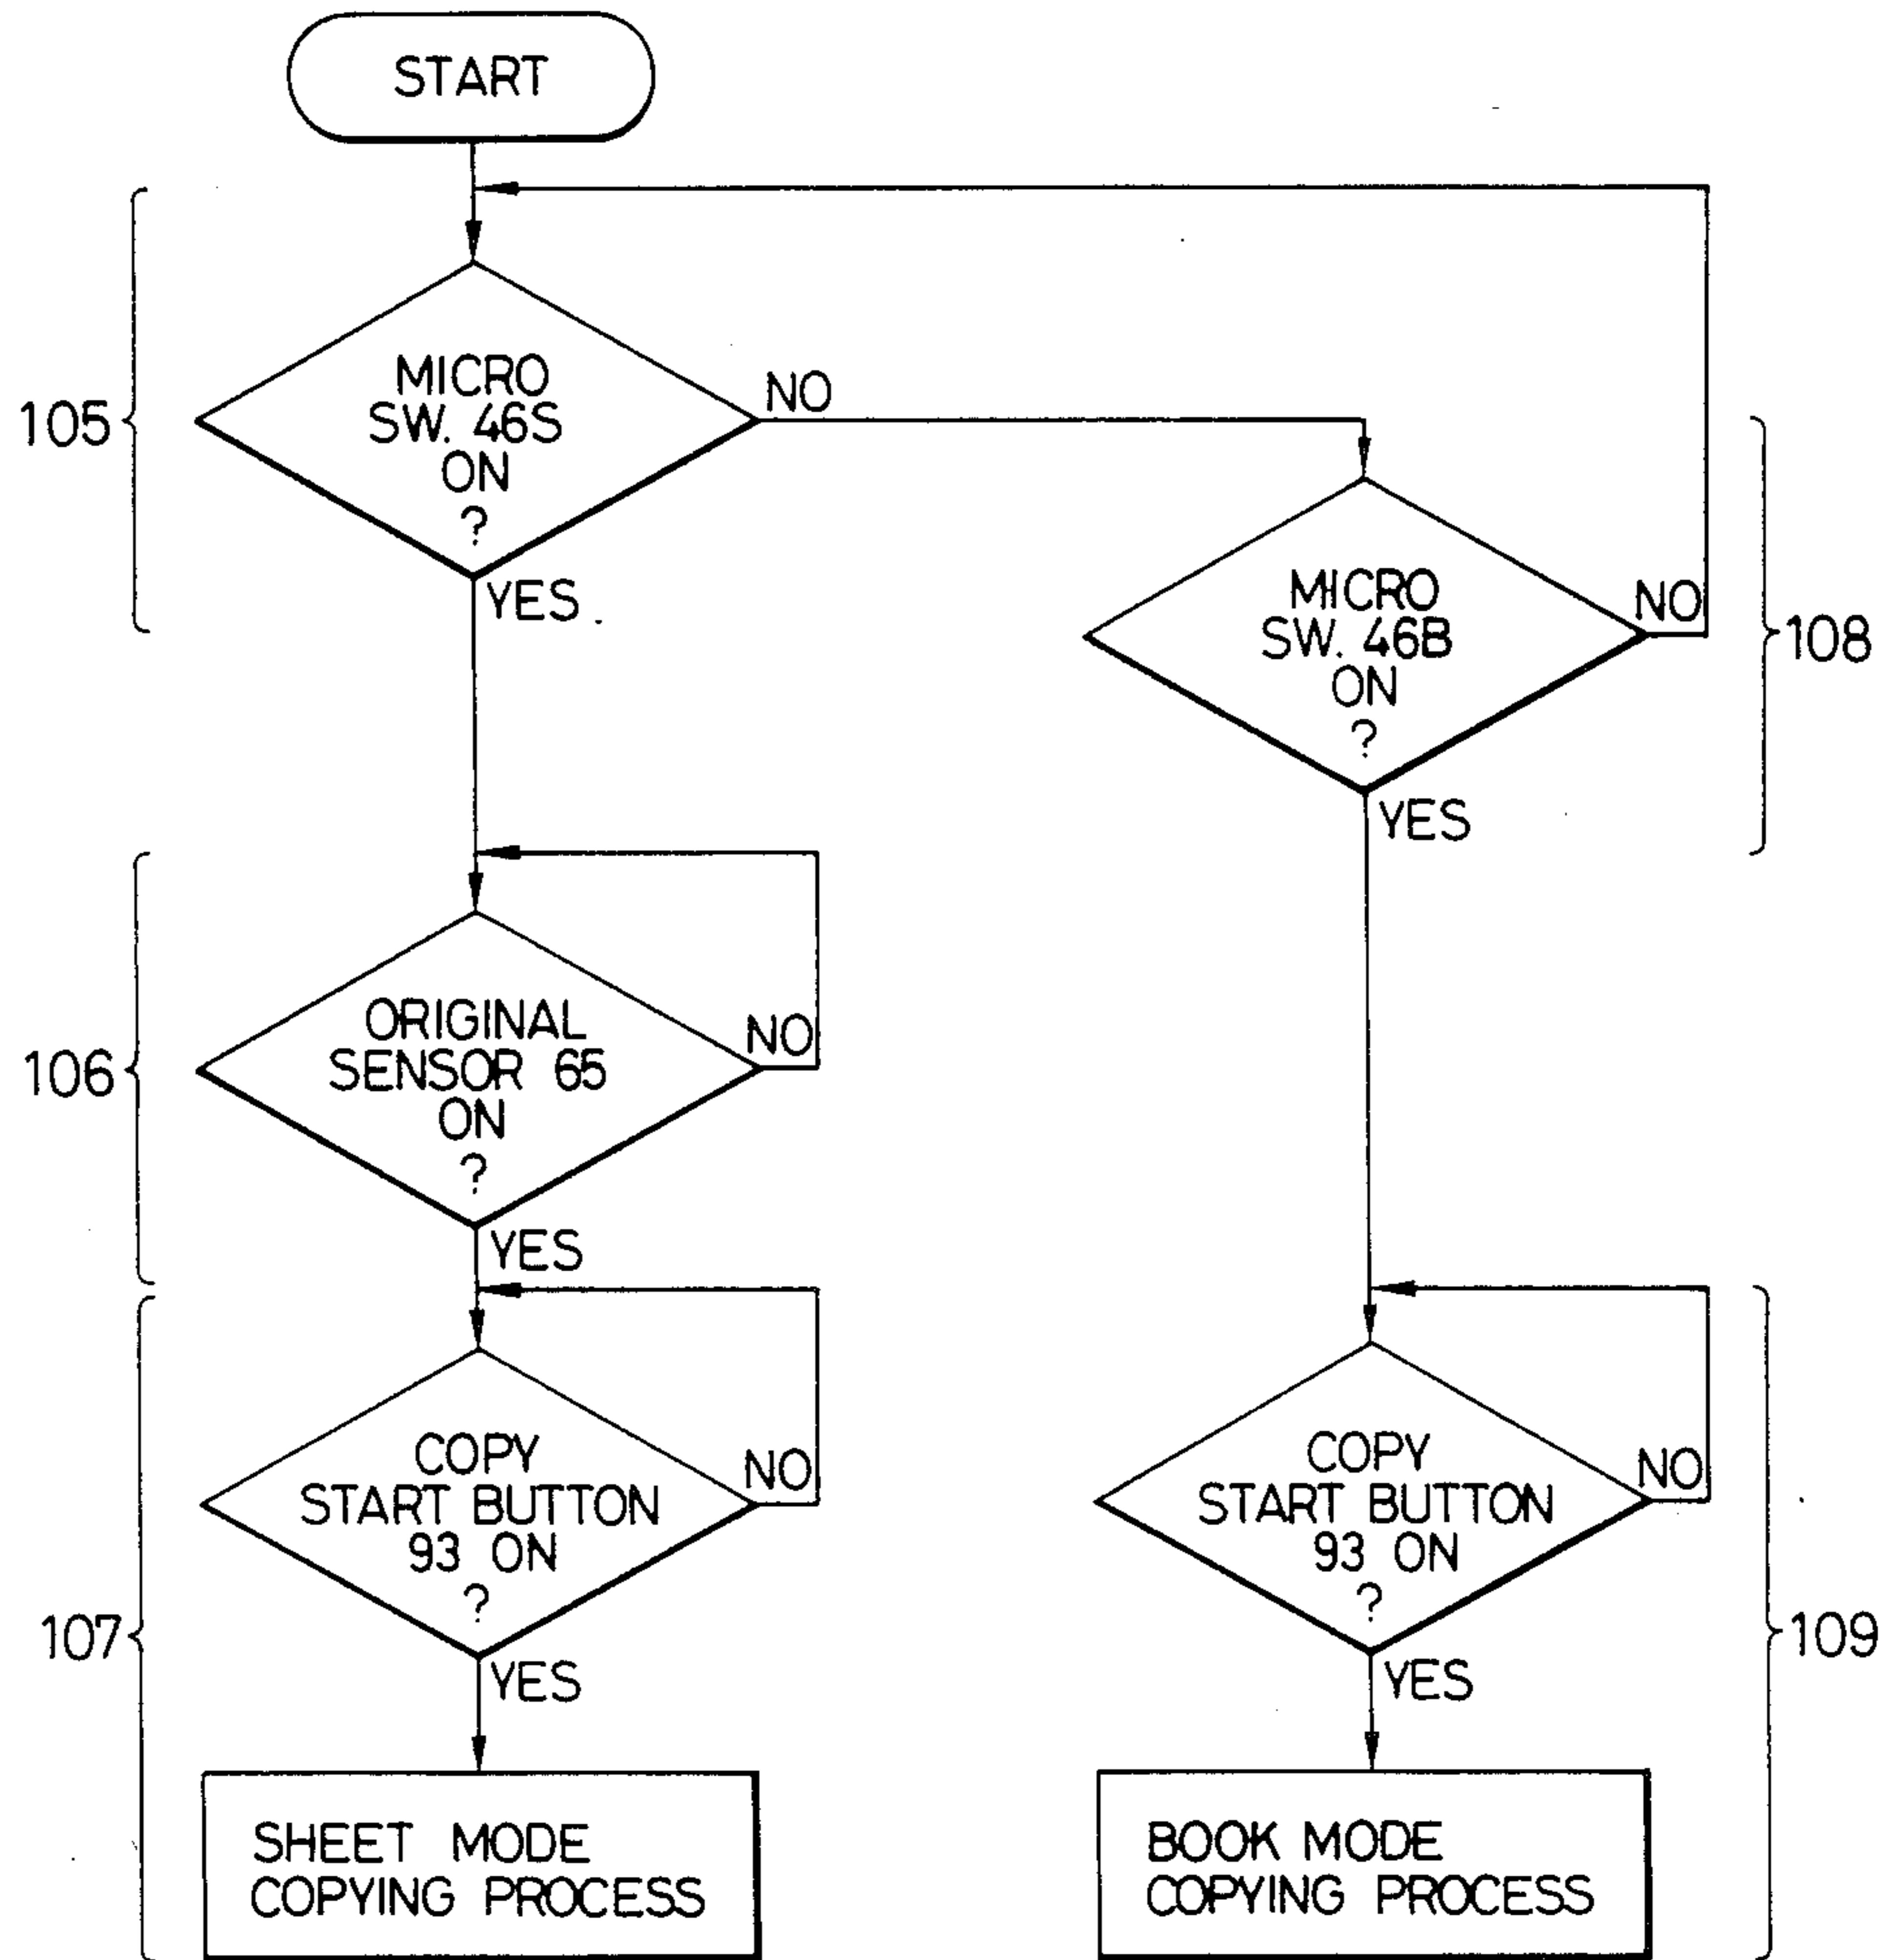 START
105
MICRO
SW. 46S
ON
?
NO
YES
MICRO
SW. 46B
ON
?
NO
YES
108
106
ORIGINAL
SENSOR 65
ON
?
NO
YES
107
COPY
START BUTTON
93 ON
?
NO
YES
COPY
START BUTTON
93 ON
?
NO
YES
109
SHEET MODE
COPYING PROCESS
BOOK MODE
COPYING PROCESS